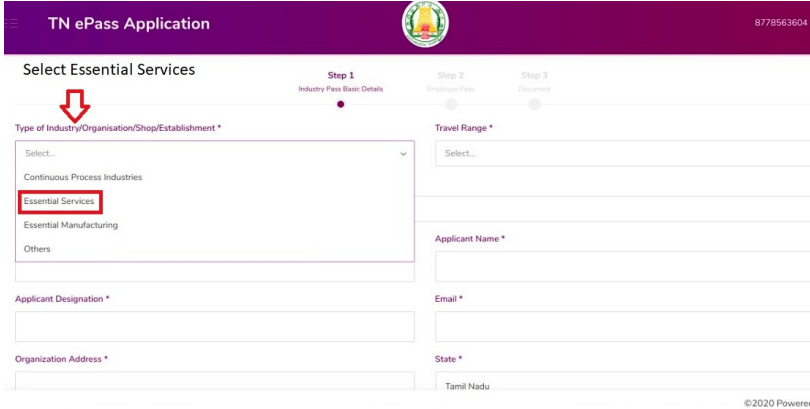 TN ePass Application
8778563604
Select Essential Services
Step 1
Step 2
Step 3
Industry Pass Basic Details
Employee Pass
Document
Type of Industry/Organisation/Shop/Establishment *
Travel Range *
Select...
Select...
Continuous Process Industries
Essential Services
Essential Manufacturing
Others
Applicant Name *
Applicant Designation *
Email *
Organization Address *
State *
Tamil Nadu
©2020 Powered